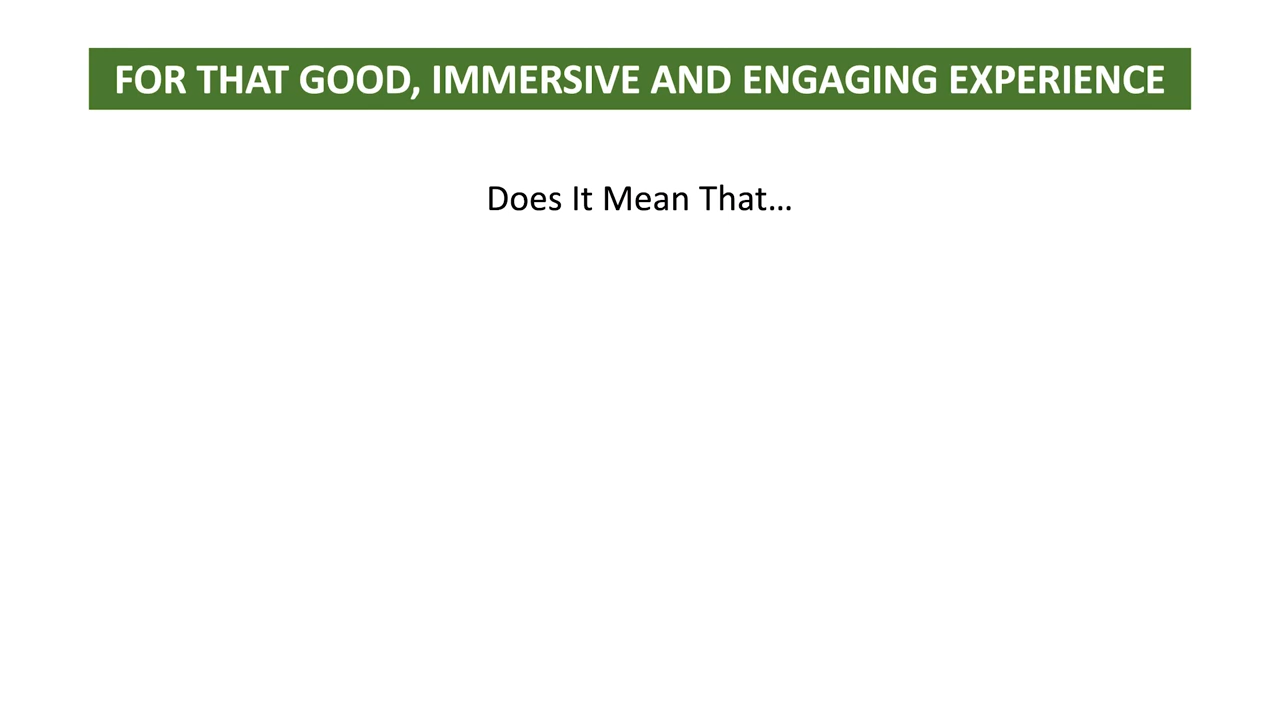 FOR THAT GOOD, IMMERSIVE AND ENGAGING EXPERIENCE
Does It Mean That…